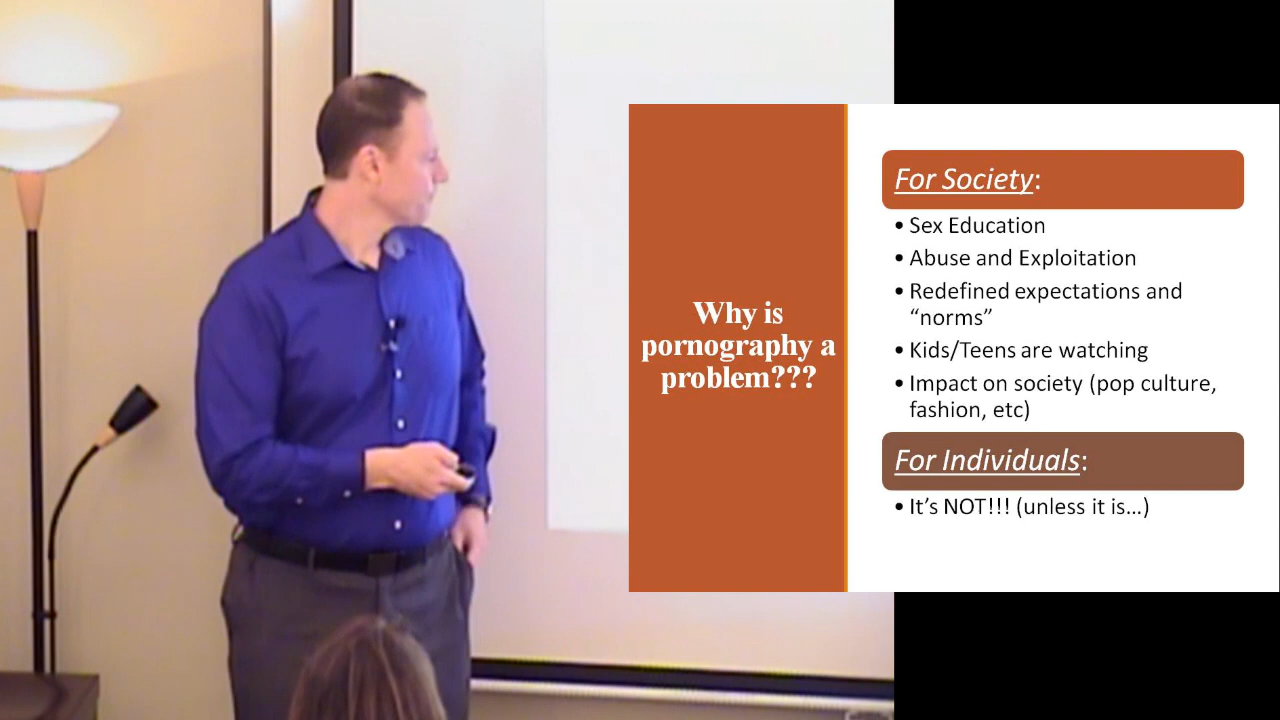 Why is
pornography a
problem???
For Society:
• Sex Education
• Abuse and Exploitation
• Redefined expectations and
“norms”
• Kids/Teens are watching
• Impact on society (pop culture,
fashion, etc)
For Individuals:
• It’s NOT!!! (unless it is...)